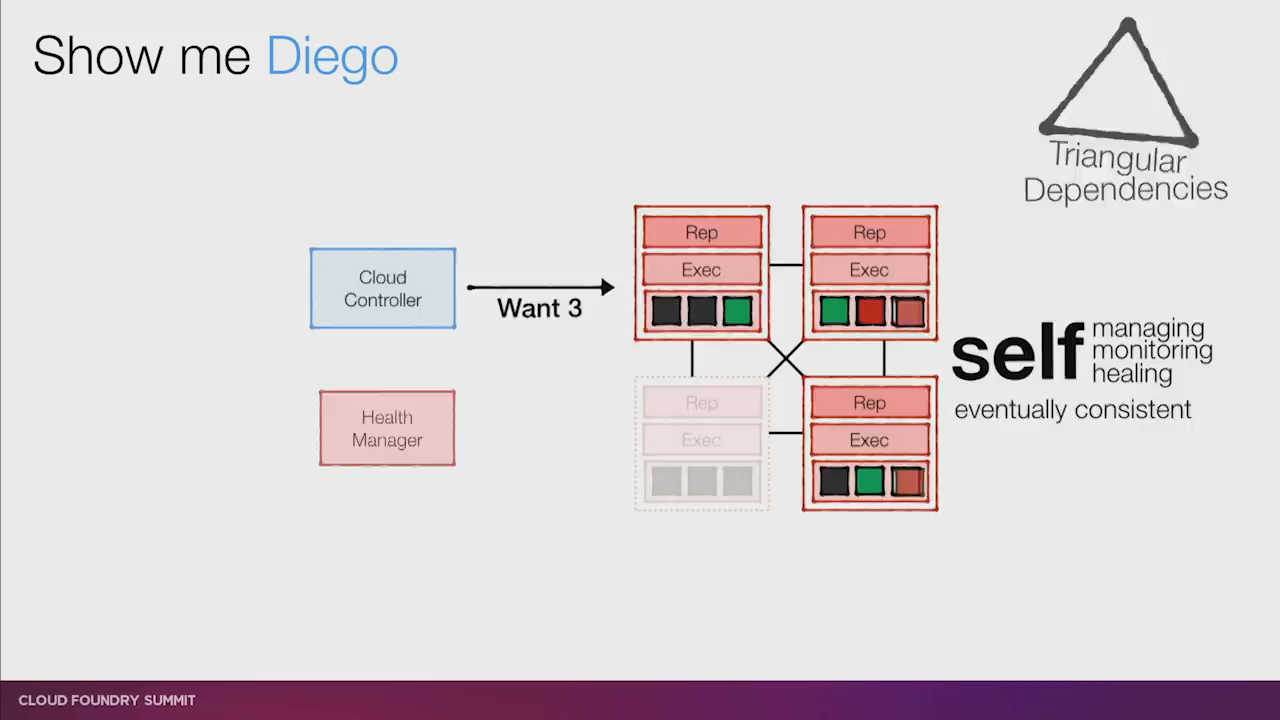 Show me Diego
Triangular
Dependencies
Cloud
Controller
Want 3
Rep
Exec
Rep
Exec
self
managing
monitoring
healing
eventually consistent
Health
Manager
Rep
Exec
Rep
Exec
CLOUD FOUNDRY SUMMIT